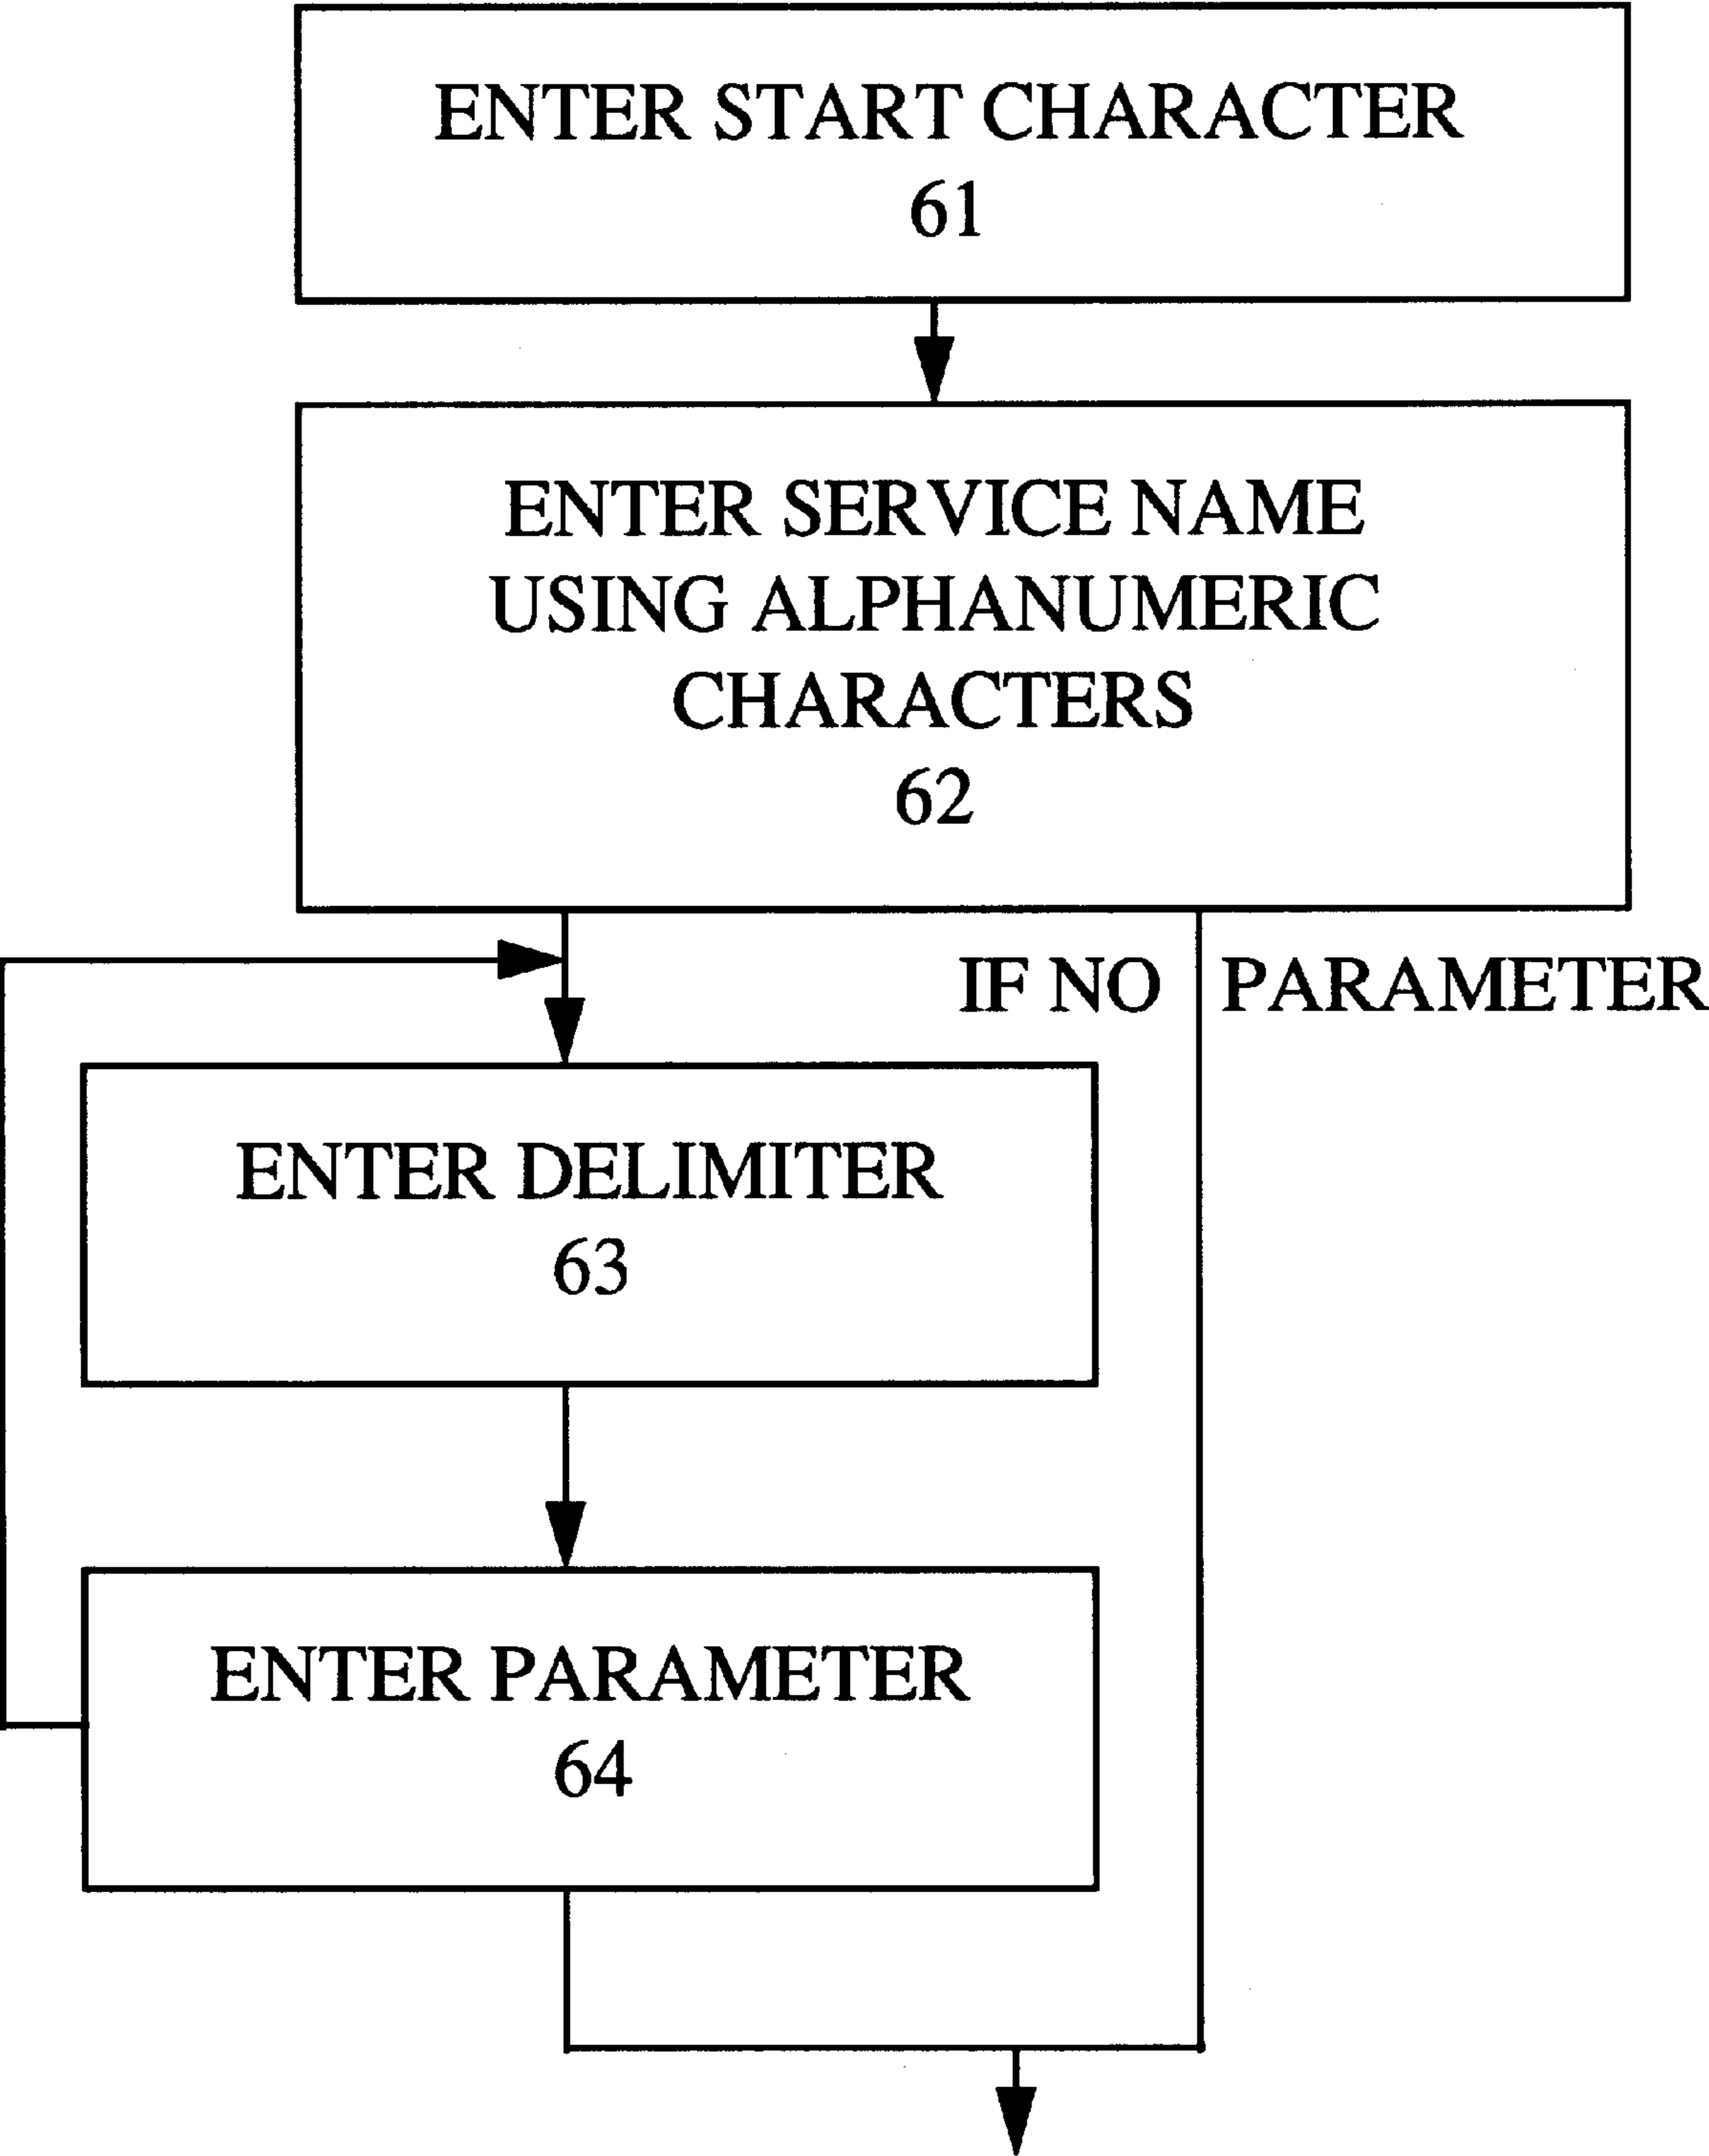 ENTER START CHARACTER
61
ENTER SERVICE NAME
USING ALPHANUMERIC
CHARACTERS
62
IF NO PARAMETER
ENTER DELIMITER
63
ENTER PARAMETER
64